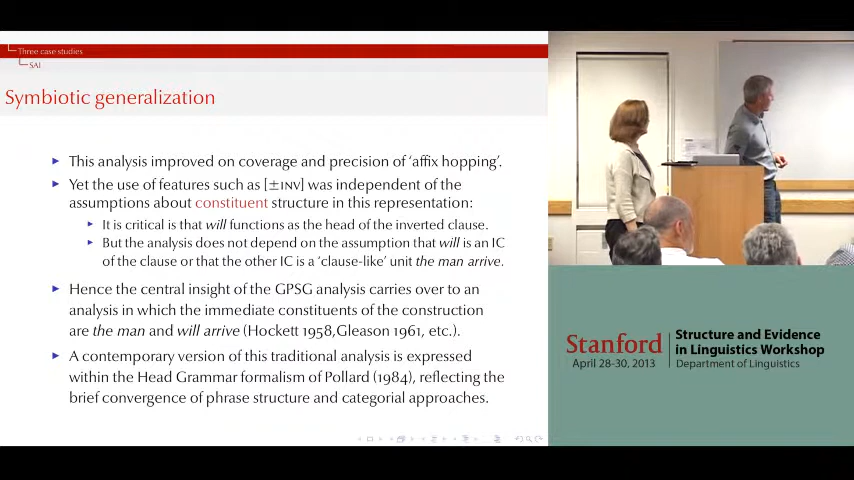 Three case studies
SAI
Symbiotic generalization
This analysis improved on coverage and precision of ‘affix hopping’.
Yet the use of features such as [±INV] was independent of the
assumptions about constituent structure in this representation:
It is critical is that will functions as the head of the inverted clause.
But the analysis does not depend on the assumption that will is an IC
of the clause or that the other IC is a ‘clause-like’ unit the man arrive.
Hence the central insight of the GPSG analysis carries over to an
analysis in which the immediate constituents of the construction
are the man and will arrive (Hockett 1958,Gleason 1961, etc.).
A contemporary version of this traditional analysis is expressed
within the Head Grammar formalism of Pollard (1984), reflecting the
brief convergence of phrase structure and categorial approaches.
Stanford
April 28-30, 2013
Structure and Evidence
in Linguistics Workshop
Department of Linguistics